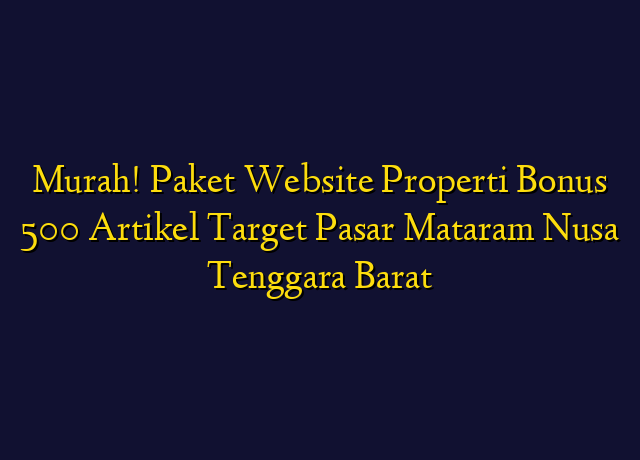 Murah! Paket Website Properti Bonus
500 Artikel Target Pasar Mataram Nusa
Tenggara Barat